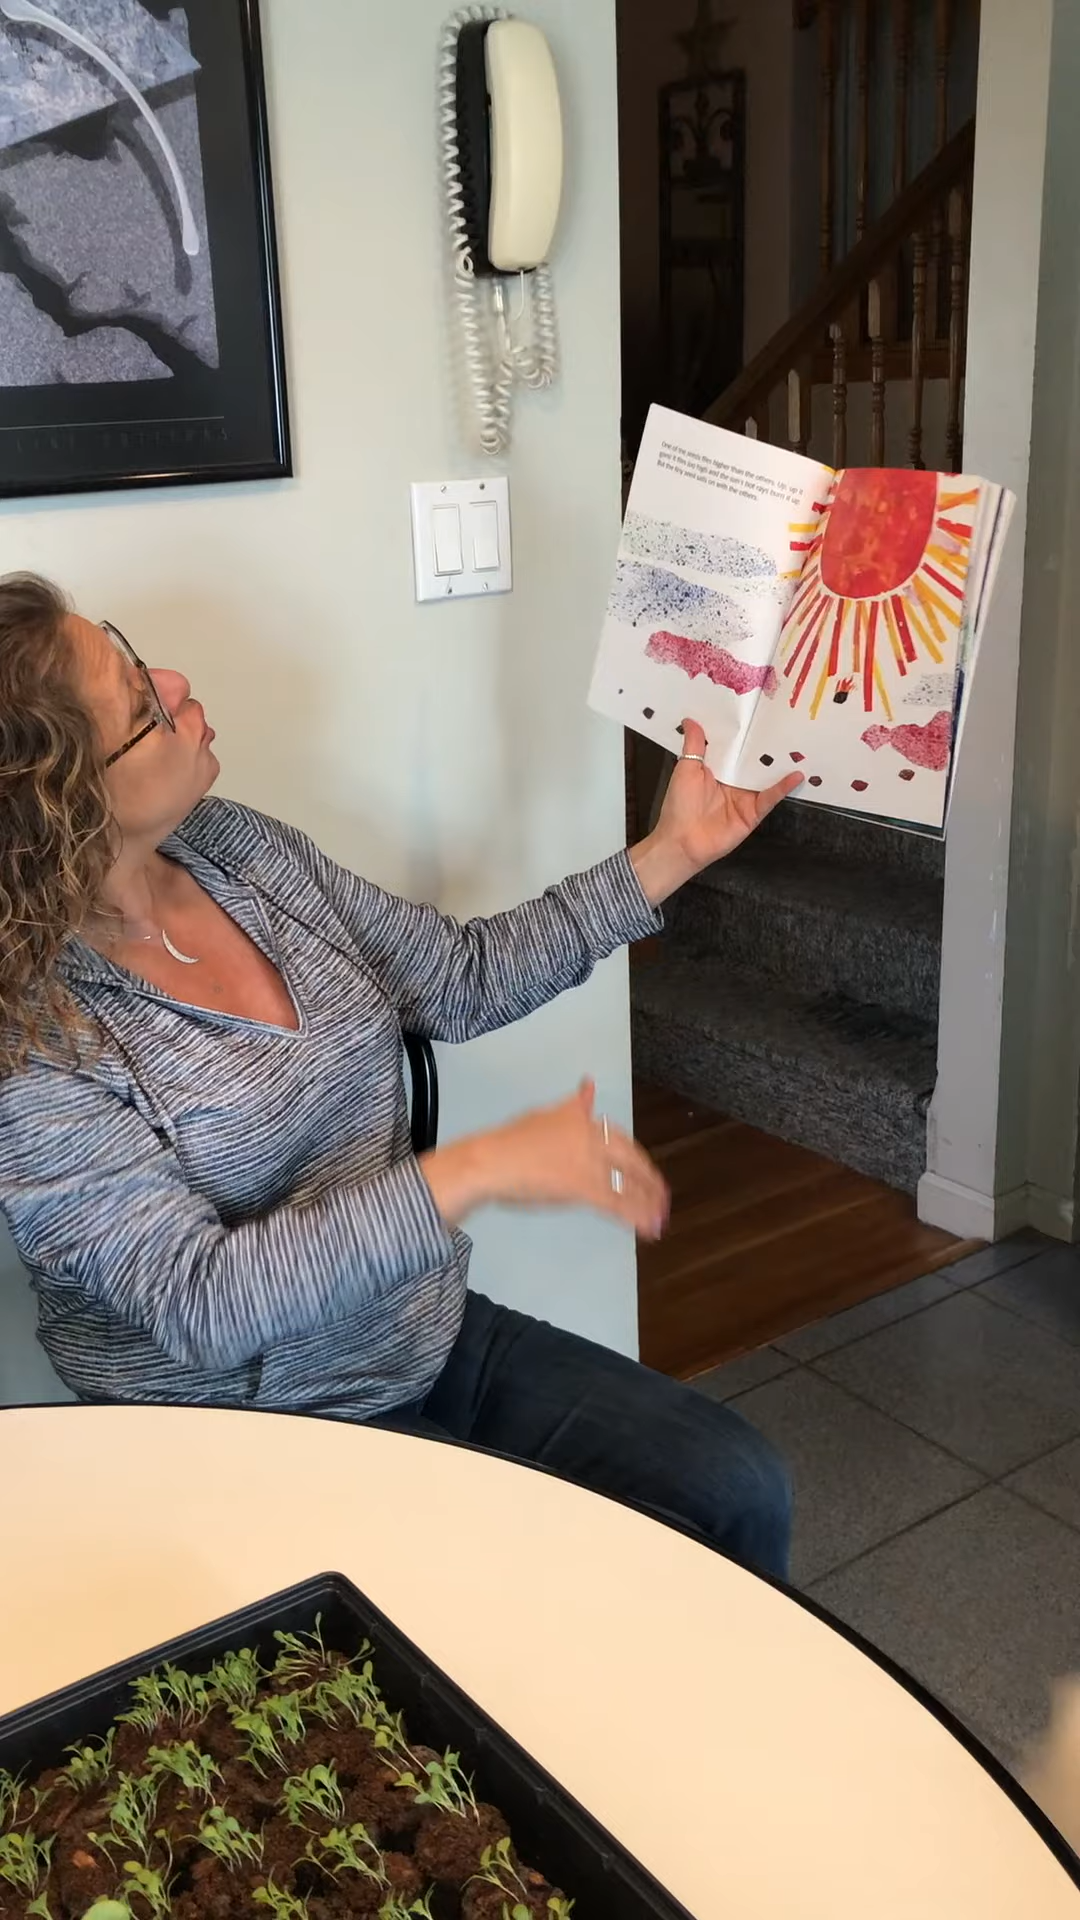 One of the seeds flies higher than the others. Up, up it
goes! It flies too high and the sun's hot rays burn it up.
But the tiny seed sails on with the others.